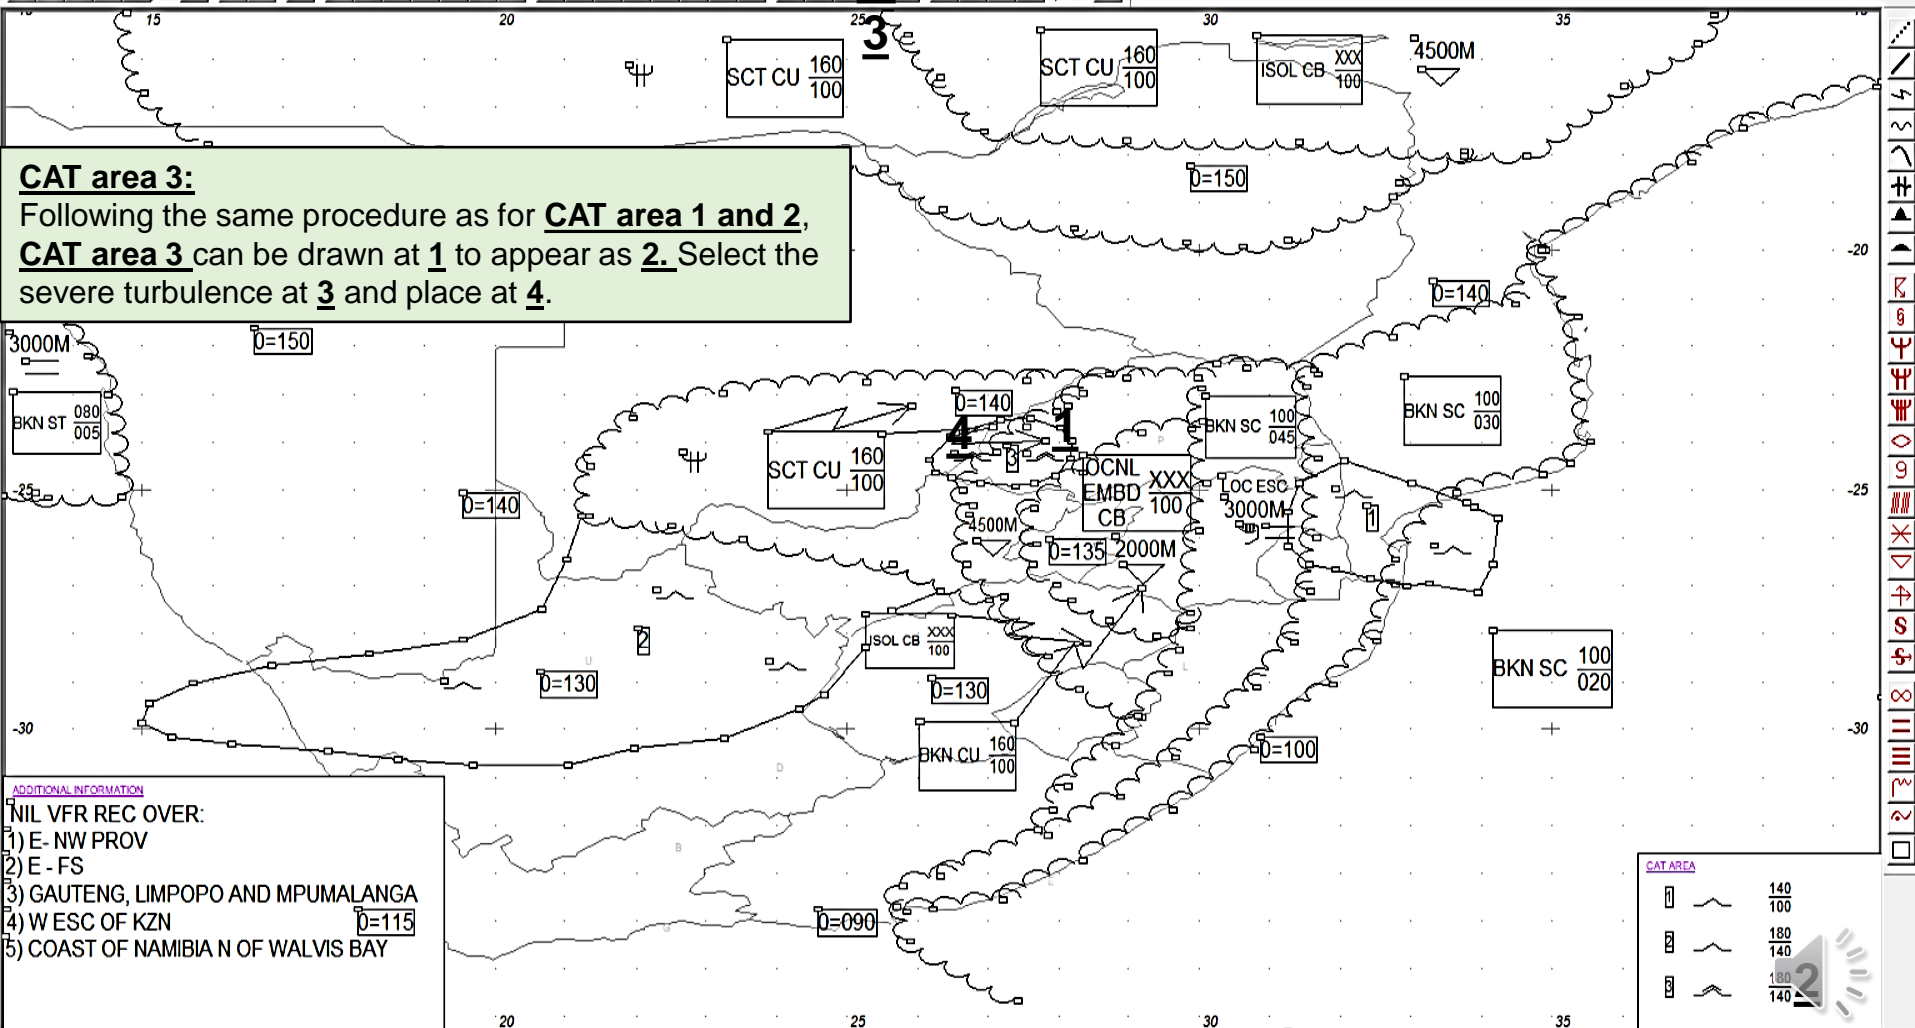 15
20
25
30
35
3
SCT CU 160
100
SCT CU 160
100
ISOL CB XXX
100
4500M
CAT area 3:
Following the same procedure as for CAT area 1 and 2,
CAT area 3 can be drawn at 1 to appear as 2. Select the
severe turbulence at 3 and place at 4.
0=150
-20
-20
0=140
3000M
0=150
BKN ST 080
005
0=140
4
1
3
BKN SC 100
045
BKN SC 100
030
SCT CU 160
100
OCNL
EMBD
CB
XXX
100
LOC ESC
3000M
-25
-25
0=140
4500M
0=135
2000M
1
2
ISOL CB XXX
100
0=130
0=130
BKN SC 100
020
-30
-30
BKN CU 160
100
0=100
ADDITIONAL INFORMATION
NIL VFR REC OVER:
1) E- NW PROV
2) E - FS
3) GAUTENG, LIMPOPO AND MPUMALANGA
4) W ESC OF KZN
0=115
5) COAST OF NAMIBIA N OF WALVIS BAY
0=090
CAT AREA
1 140
100
2 180
140
3 180
140
2
20
25
30
35